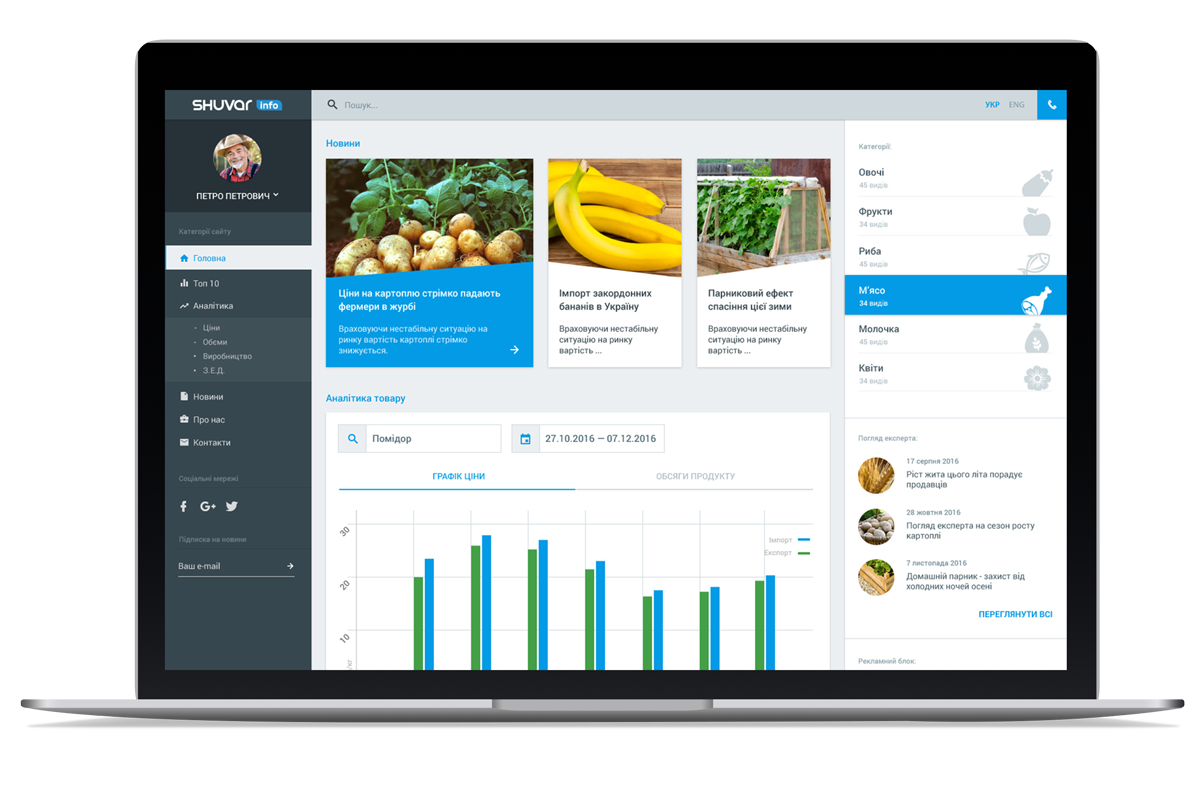 SHUVAR info
Пошук...
УКР ENG
ПЕТРО ПЕТРОВИЧ
Категорії сайту
Головна
Топ 10
Аналітика
Ціни
Обєми
Виробництво
З.Е.Д.
Новини
Про нас
Контакти
Соціальні мережі
G+
Підписка на новини
Ваш e-mail
Новини
Ціни на картоплю стрімко падають
фермери в журбі
Враховуючи нестабільну ситуацію на
ринку вартість картоплі стрімко
знижується.
Імпорт закордонних
бананів в Україну
Враховуючи нестабільну
ситуацію на ринку
вартість ...
Парниковий ефект
спасіння цієї зими
Враховуючи нестабільну
ситуацію на ринку
вартість ...
Аналітика товару
Помідор
27.10.2016 — 07.12.2016
ГРАФІК ЦІНИ
ОБСЯГИ ПРОДУКТУ
30
20
10
Імпорт
Експорт
Категорії:
Овочі
45 видів
Фрукти
34 видів
Риба
45 видів
М'ясо
34 видів
Молочка
45 видів
Квіти
34 видів
Погляд експерта:
17 серпня 2016
Ріст жита цього літа порадує
продавців
28 жовтня 2016
Погляд експерта на сезон росту
картоплі
7 листопада 2016
Домашній парник - захист від
холодних ночей осені
ПЕРЕГЛЯНУТИ ВСІ
Рекламний блок: